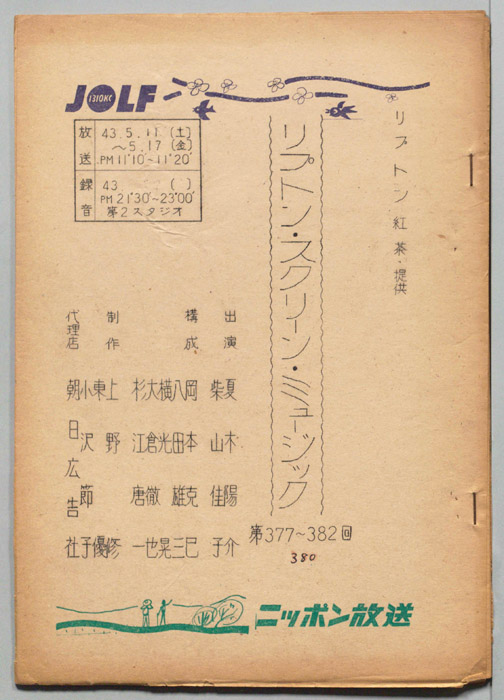 JOLF
1310KC
リプトン紅茶・提供
リプトン・スクリーン・ミュージック
第377～382回
380
放送 43.5.11(土)
～5.17(金)
PM11'10～11'20'
録音 43 ( )
PM21'30～23'00'
第2スタジオ
出演 夏木陽介
柴山佳子
構成 岡本克巳
八田雄三
横光晃
大倉徹也
杉江唐一
制作 上野修
東優
小沢節子
代理店 朝日広告社
ニッポン放送